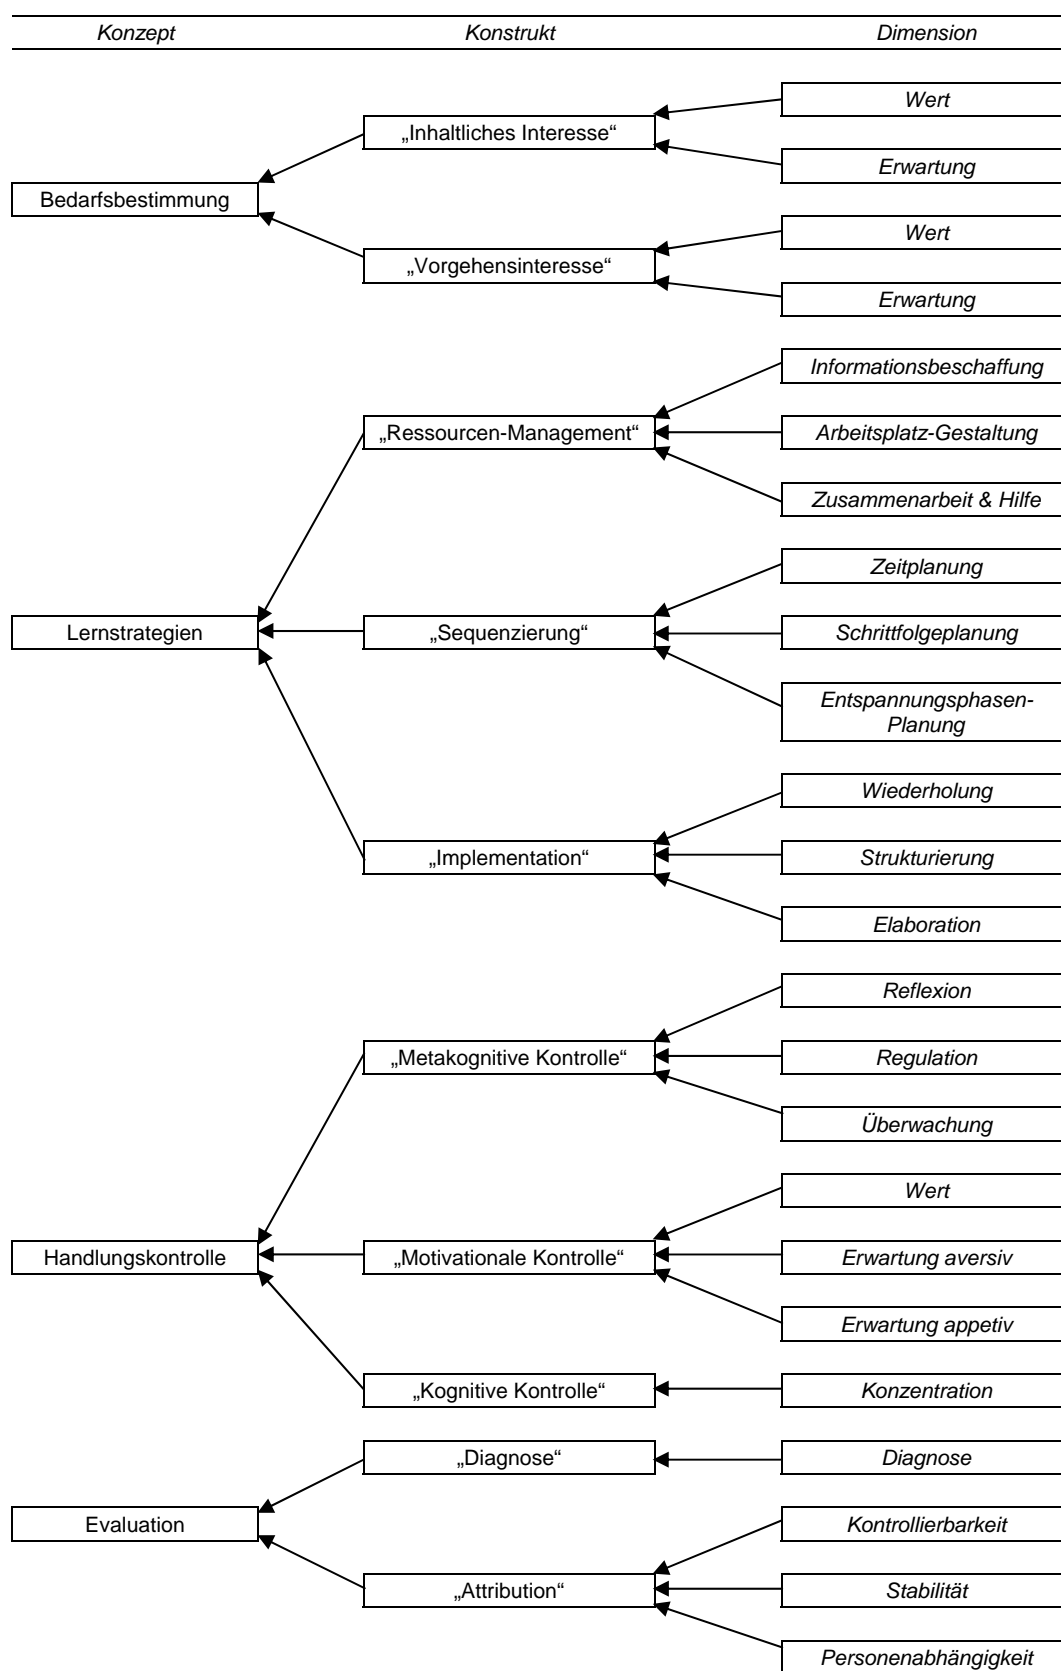 Konzept Konstrukt Dimension
Wert
„Inhaltliches Interesse“
Erwartung
Bedarfsbestimmung
Wert
„Vorgehensinteresse“
Erwartung
Informationsbeschaffung
„Ressourcen-Management“ Arbeitsplatz-Gestaltung
Zusammenarbeit & Hilfe
Zeitplanung
Lernstrategien „Sequenzierung“ Schrittfolgeplanung
Entspannungsphasen-
Planung
Wiederholung
„Implementation“ Strukturierung
Elaboration
Reflexion
„Metakognitive Kontrolle“ Regulation
Überwachung
Wert
Handlungskontrolle „Motivationale Kontrolle“ Erwartung aversiv
Erwartung appetiv
„Kognitive Kontrolle“ Konzentration
„Diagnose“ Diagnose
Evaluation Kontrollierbarkeit
„Attribution“ Stabilität
Personenabhängigkeit